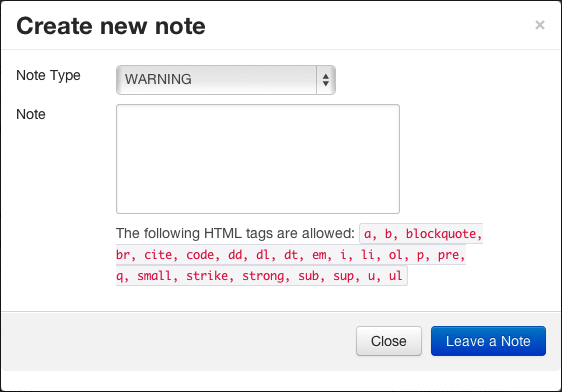 Create new note
×
Note Type
WARNING
Note
The following HTML tags are allowed: a, b, blockquote,
br, cite, code, dd, dl, dt, em, i, li, ol, p, pre,
q, small, strike, strong, sub, sup, u, ul
Close
Leave a Note